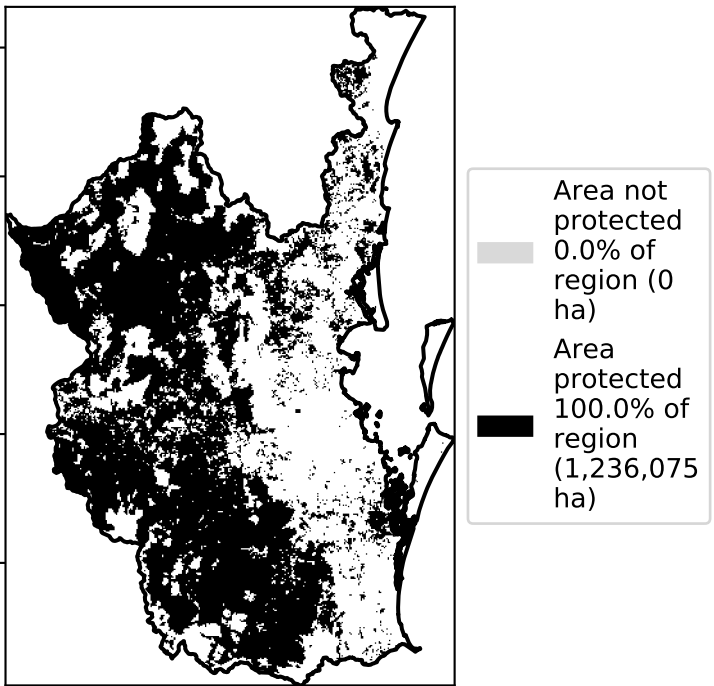 Area not
protected
0.0% of
region (0
ha)
Area
protected
100.0% of
region
(1,236,075
ha)